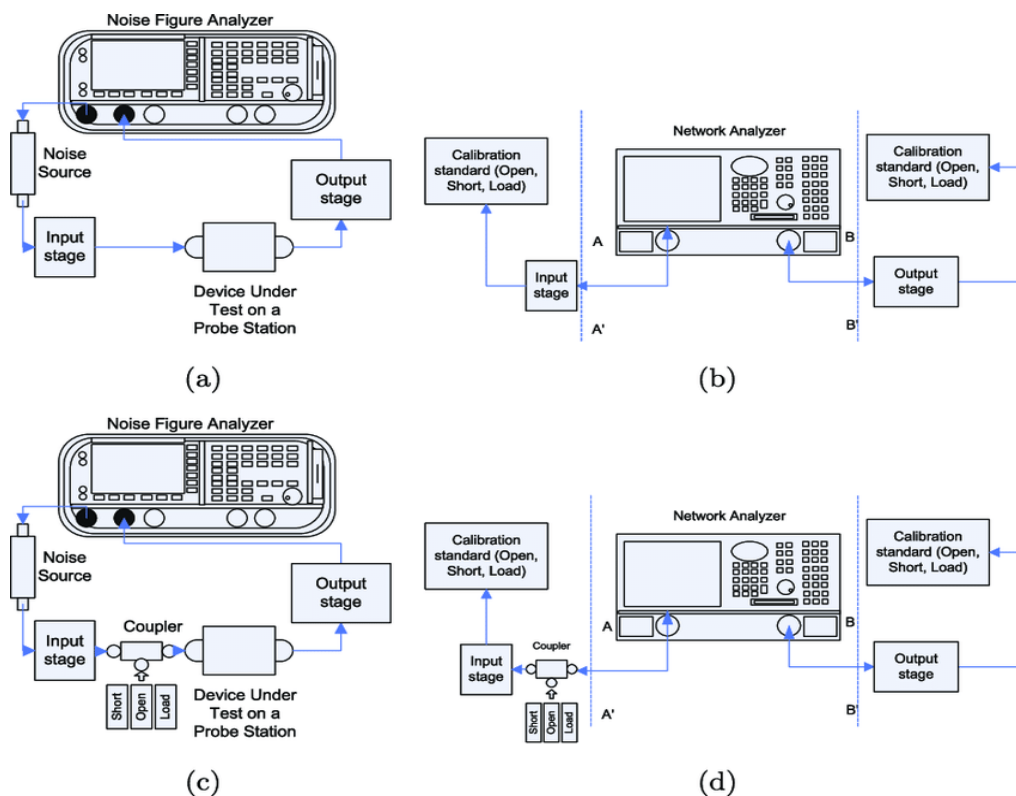 Noise Figure Analyzer
Noise
Source
Input
stage
Device Under
Test on a
Probe Station
Output
stage
(a)
Calibration
standard (Open,
Short, Load)
Network Analyzer
Calibration
standard (Open,
Short, Load)
A
B
Input
stage
Output
stage
A'
B'
(b)
Noise Figure Analyzer
Noise
Source
Input
stage
Coupler
Short
Open
Load
Device Under
Test on a
Probe Station
Output
stage
(c)
Calibration
standard (Open,
Short, Load)
Network Analyzer
Calibration
standard (Open,
Short, Load)
A
B
Input
stage
Coupler
Short
Open
Load
Output
stage
A'
B'
(d)